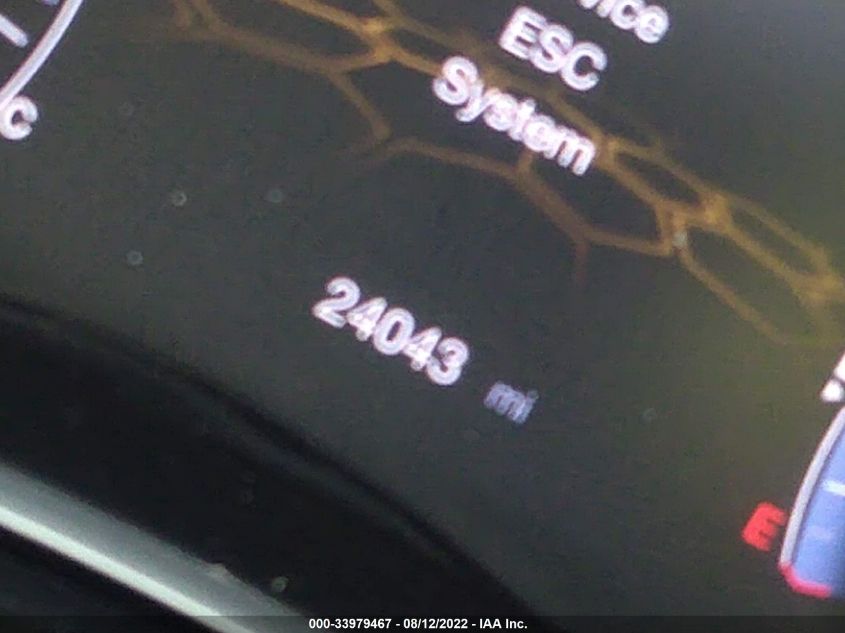 ESC
System
C
24043 mi
E
000-33979467 - 08/12/2022 - IAA Inc.